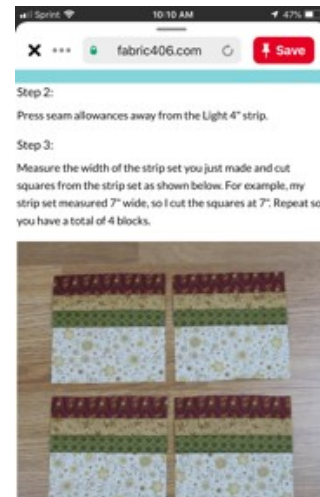 Sprint 10:10 AM 47%
fabric406.com Save
Step 2:
Press seam allowances away from the Light 4" strip.
Step 3:
Measure the width of the strip set you just made and cut
squares from the strip set as shown below. For example, my
strip set measured 7" wide, so I cut the squares at 7". Repeat so
you have a total of 4 blocks.